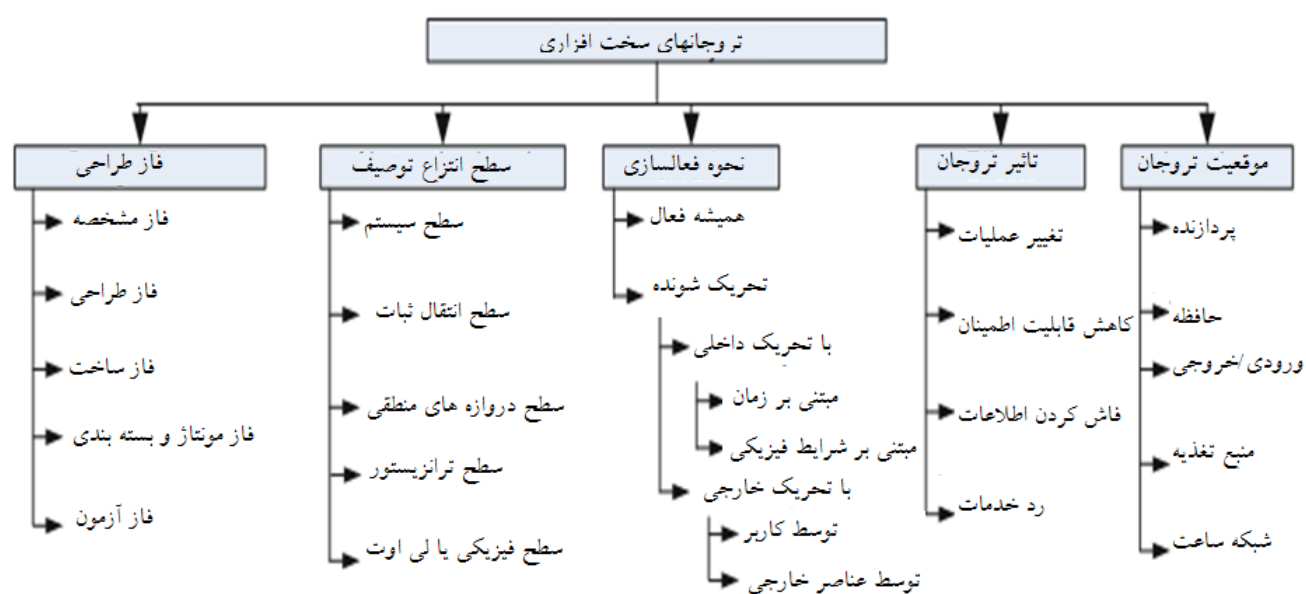 تروجانهای سخت افزاری
فاز طراحی
فاز مشخصه
فاز طراحی
فاز ساخت
فاز مونتاژ و بسته بندی
فاز آزمون
سطح انتزاع توصیف
سطح سیستم
سطح انتقال ثبات
سطح دروازه های منطقی
سطح ترانزیستور
سطح فیزیکی یا لی اوت
نحوه فعالسازی
همیشه فعال
تحریک شونده
با تحریک داخلی
مبتنی بر زمان
مبتنی بر شرایط فیزیکی
با تحریک خارجی
توسط کاربر
توسط عناصر خارجی
تاثیر تروجان
تغییر عملیات
کاهش قابلیت اطمینان
فاش کردن اطلاعات
رد خدمات
موقعیت تروجان
پردازنده
حافظه
ورودی/خروجی
منبع تغذیه
شبکه ساعت